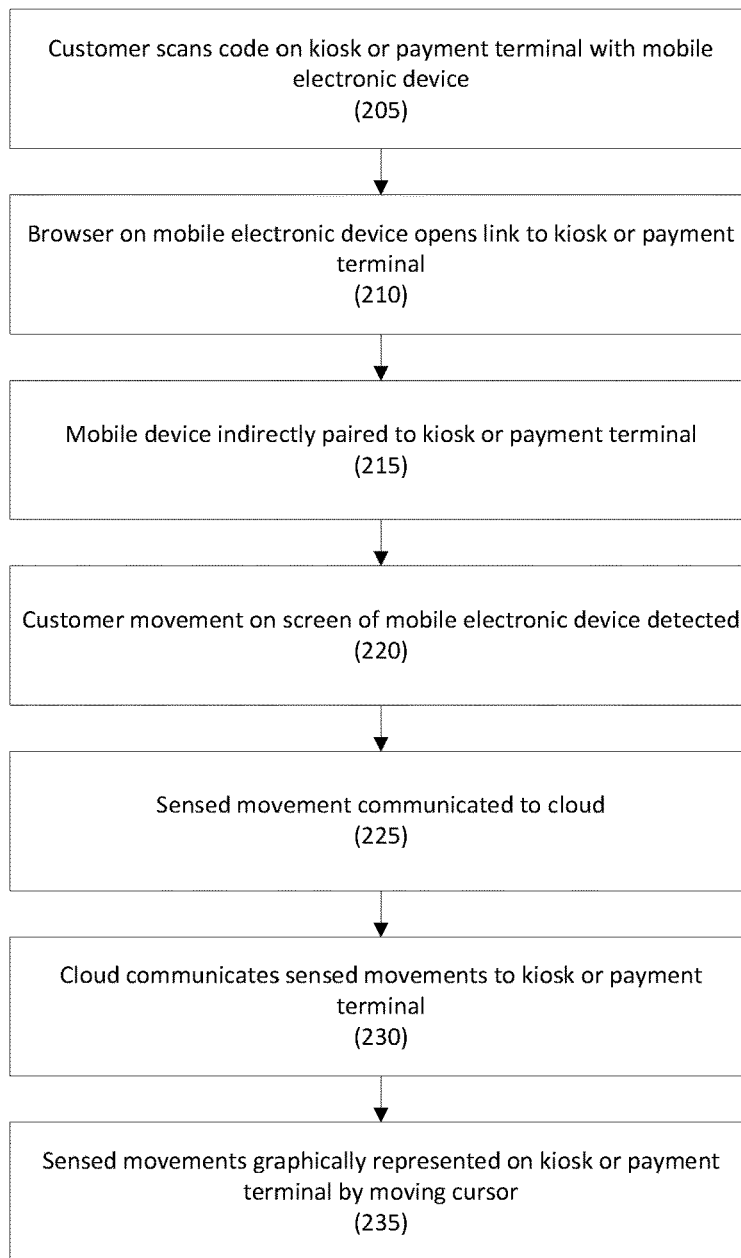 Customer scans code on kiosk or payment terminal with mobile
electronic device
(205)
Browser on mobile electronic device opens link to kiosk or payment
terminal
(210)
Mobile device indirectly paired to kiosk or payment terminal
(215)
Customer movement on screen of mobile electronic device detected
(220)
Sensed movement communicated to cloud
(225)
Cloud communicates sensed movements to kiosk or payment
terminal
(230)
Sensed movements graphically represented on kiosk or payment
terminal by moving cursor
(235)